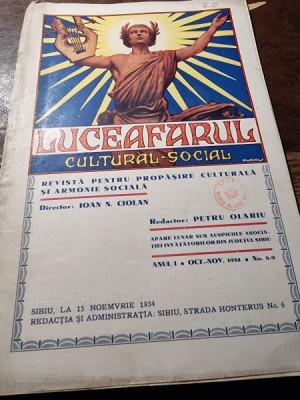 LUCEAFARUL
CULTURAL-SOCIAL
REVISTĂ PENTRU PROPĂȘIRE CULTURALĂ
ȘI ARMONIE SOCIALĂ
Director: IOAN N. CIOLAN
Redactor: PETRU OLARIU
APARE LUNAR SUB AUSPICIILE ASOCIA-
ȚIEI ÎNVĂȚĂTORILOR DIN JUDEȚUL SIBIU
ANUL I • OCT.-NOV. 1934 • No. 8-9
SIBIU, LA 15 NOEMVRIE 1934
REDACȚIA ȘI ADMINISTRAȚIA: SIBIU, STRADA HONTERUS No. 6